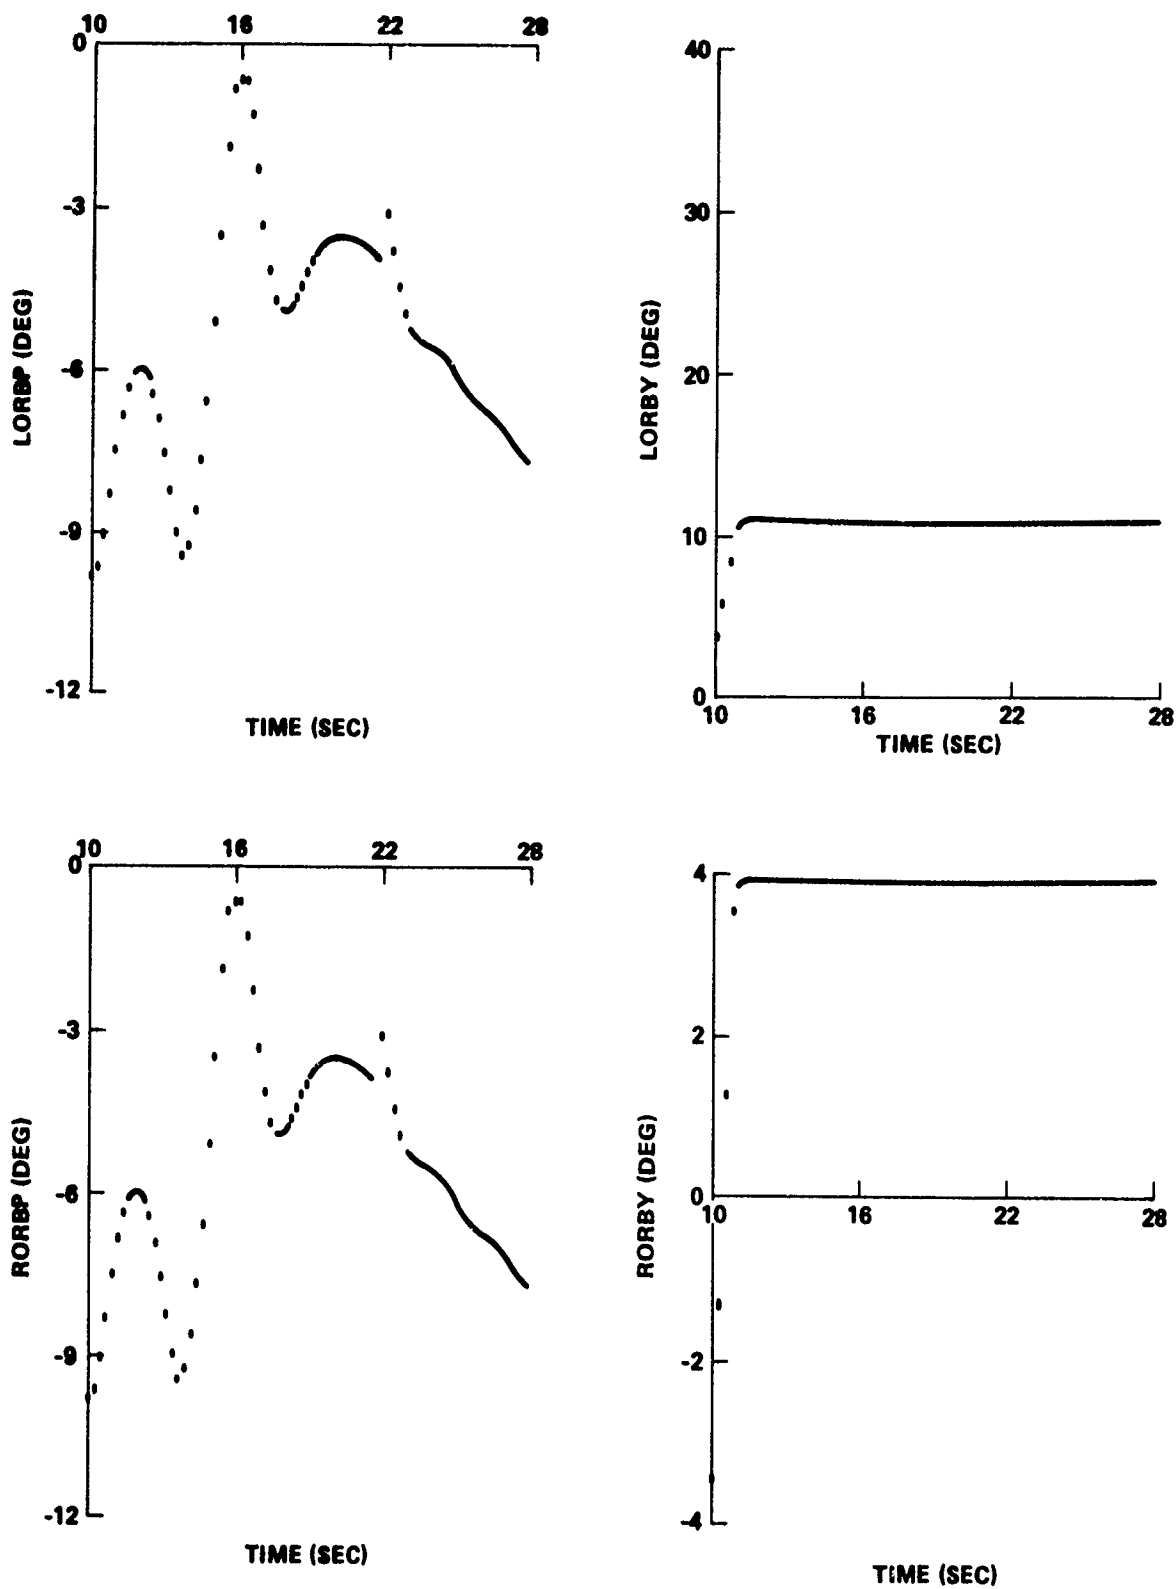 10 16 22 28
0
-3
-6
-9
-12
LORBP (DEG)
TIME (SEC)
40
30
20
10
0
10 16 22 28
LORBY (DEG)
TIME (SEC)
10 16 22 28
0
-3
-6
-9
-12
RORBP (DEG)
TIME (SEC)
4
2
0
10 16 22 28
-2
-4
RORBY (DEG)
TIME (SEC)